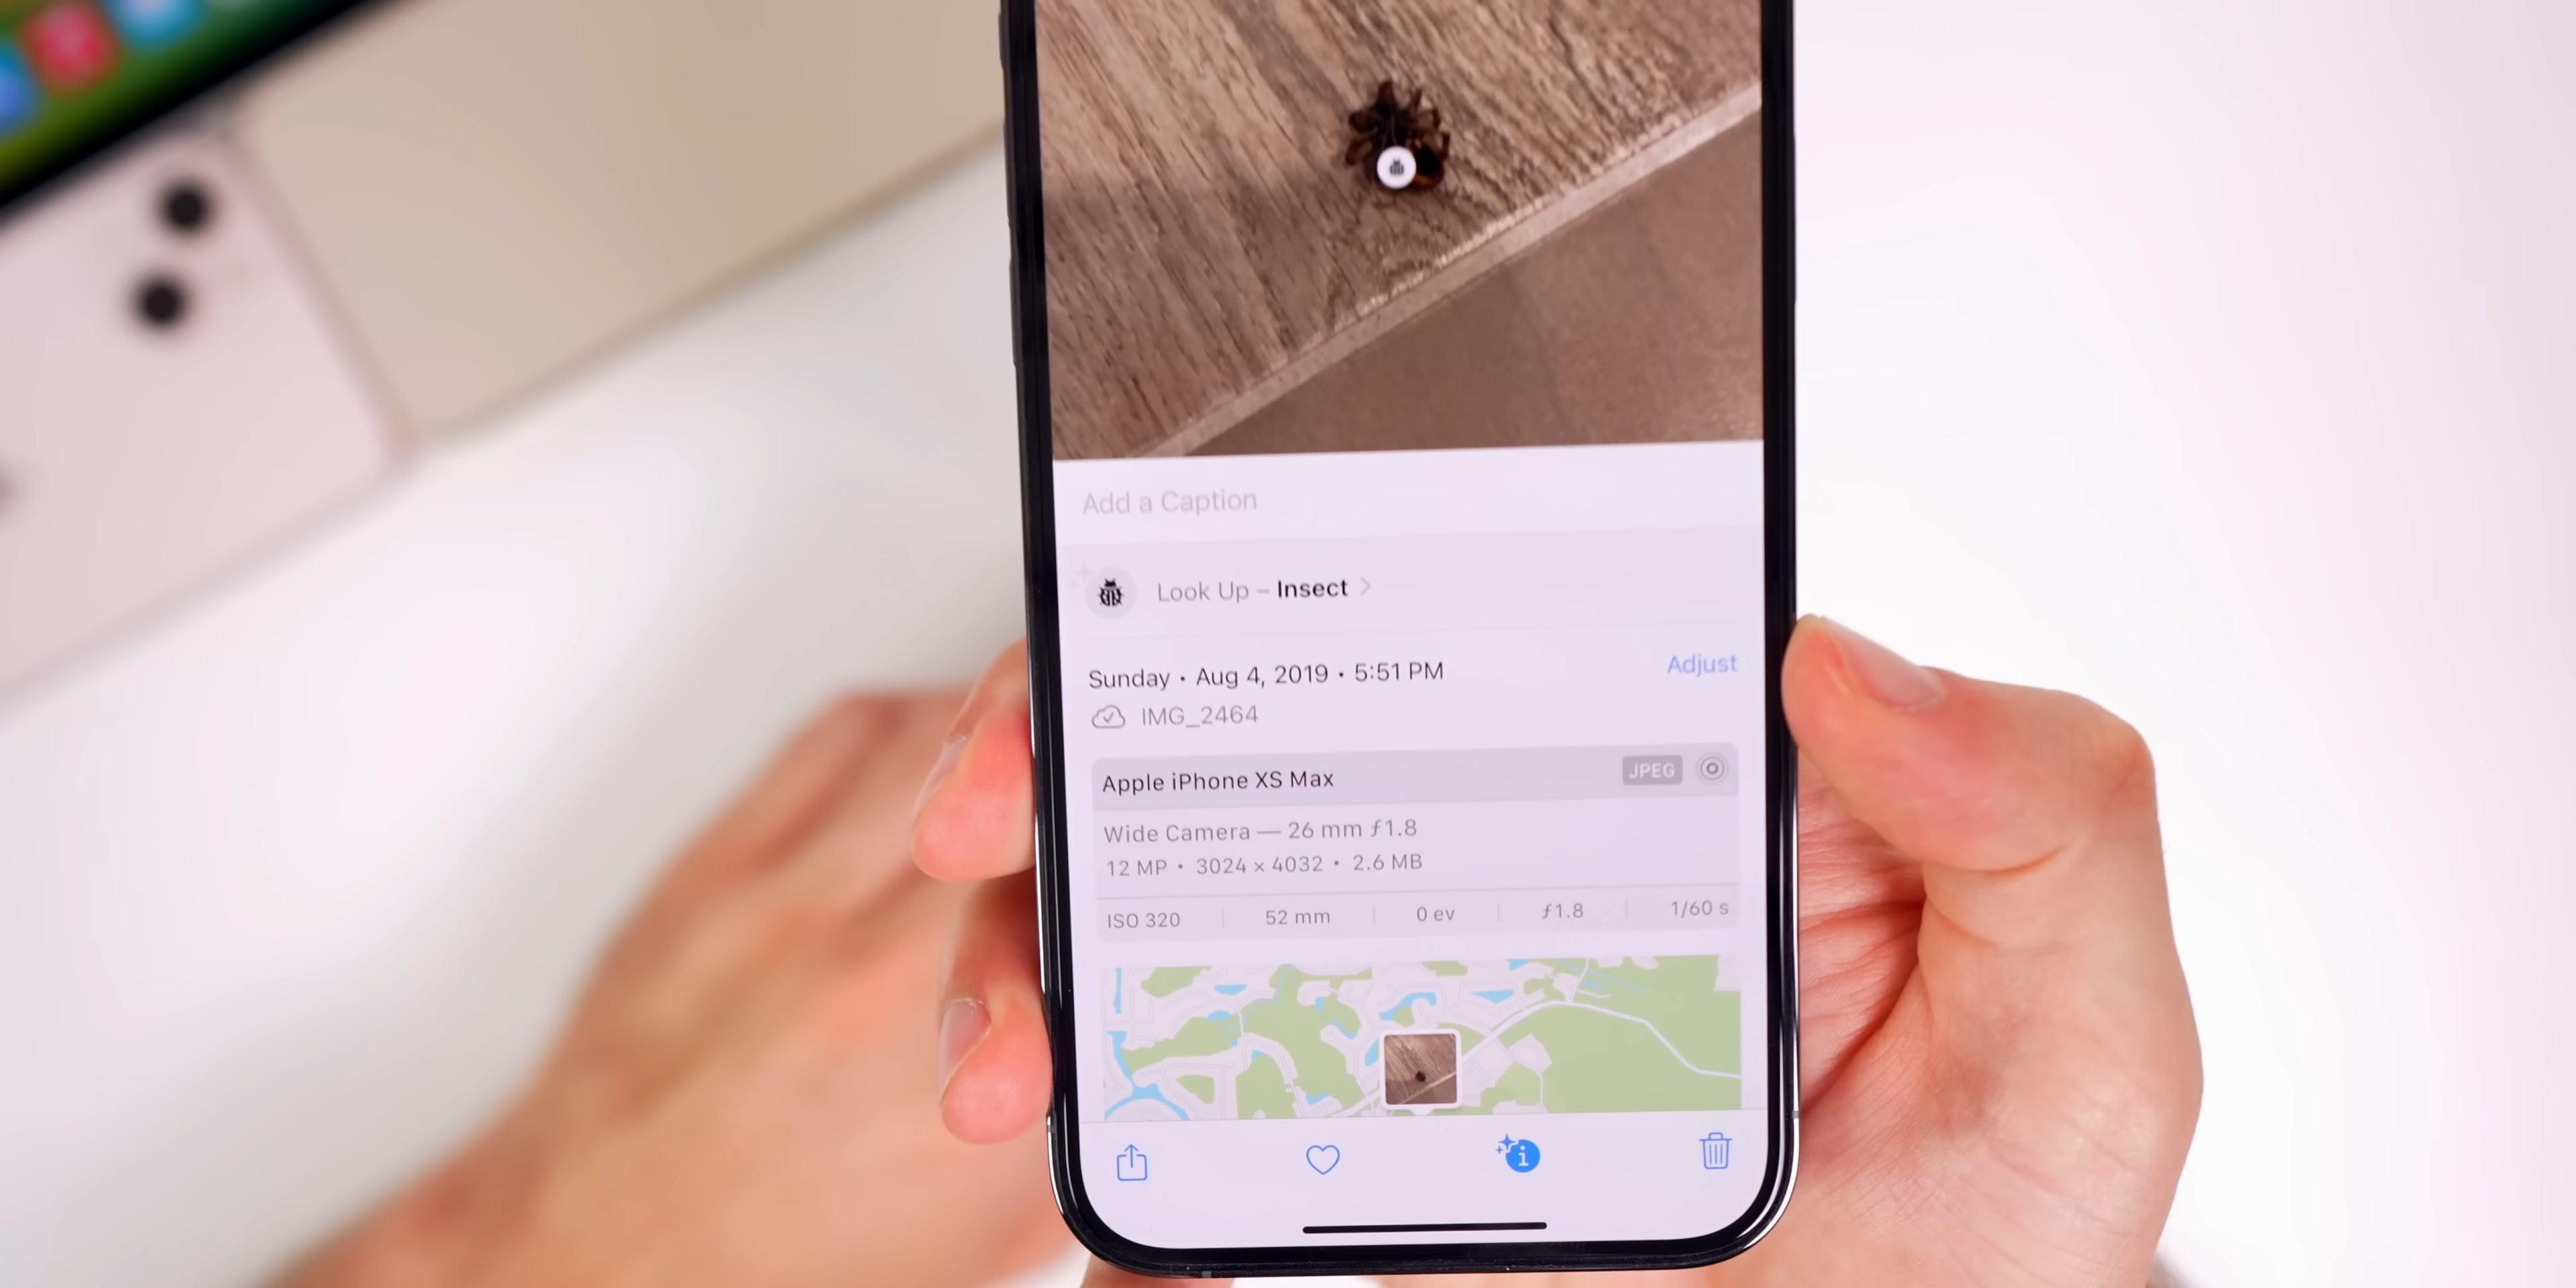 Add a Caption
Look Up – Insect
Sunday • Aug 4, 2019 • 5:51 PM
Adjust
IMG_2464
Apple iPhone XS Max
JPEG
Wide Camera — 26 mm ƒ1.8
12 MP • 3024 × 4032 • 2.6 MB
ISO 320 52 mm 0 ev ƒ1.8 1/60 s